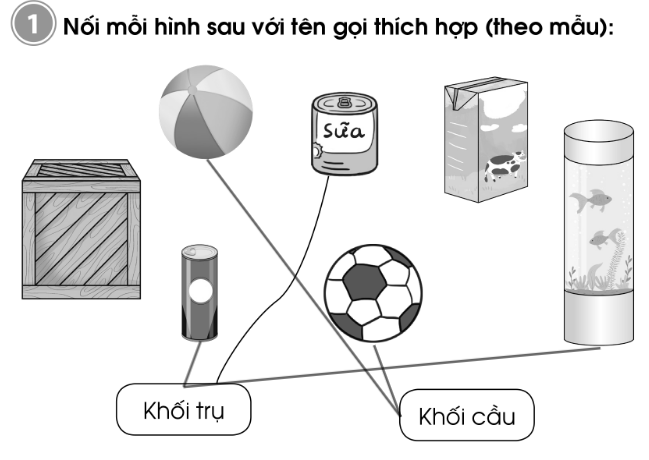 1 Nối mỗi hình sau với tên gọi thích hợp (theo mẫu):
Sữa
Khối trụ
Khối cầu